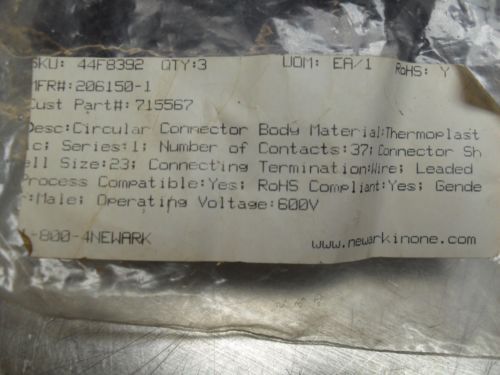 SKU: 44F8392 QTY:3 UOM: EA/1 RoHS: Y
MFR#:206150-1
Cust Part#:715567
Desc:Circular Connector Body Material:Thermoplast
ic; Series:1; Number of Contacts:37; Connector Sh
ell Size:23; Connecting Termination:Wire; Leaded
Process Compatible:Yes; RoHS Compliant:Yes; Gende
r:Male; Operating Voltage:600V
1-800-4NEWARK www.newarkinone.com